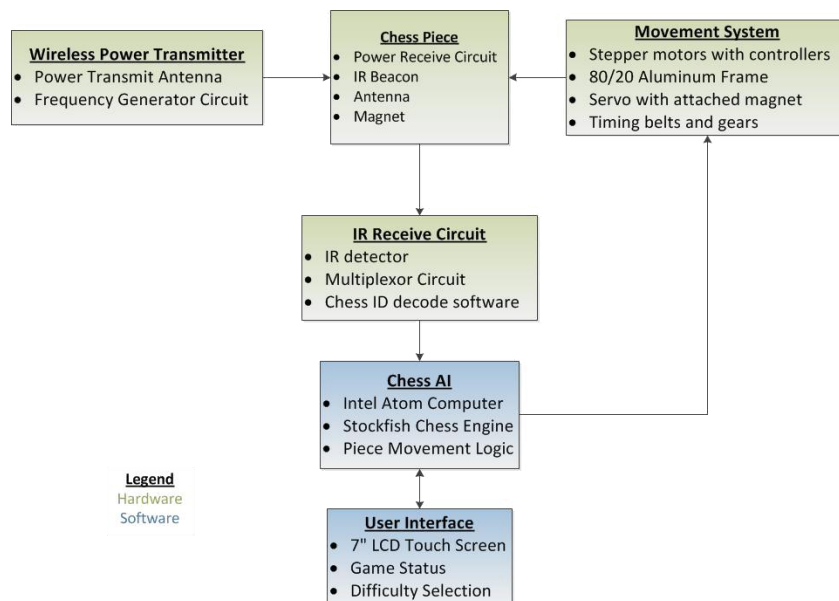 Wireless Power Transmitter
• Power Transmit Antenna
• Frequency Generator Circuit
Chess Piece
• Power Receive Circuit
• IR Beacon
• Antenna
• Magnet
Movement System
• Stepper motors with controllers
• 80/20 Aluminum Frame
• Servo with attached magnet
• Timing belts and gears
IR Receive Circuit
• IR detector
• Multiplexor Circuit
• Chess ID decode software
Chess AI
• Intel Atom Computer
• Stockfish Chess Engine
• Piece Movement Logic
Legend
Hardware
Software
User Interface
• 7" LCD Touch Screen
• Game Status
• Difficulty Selection